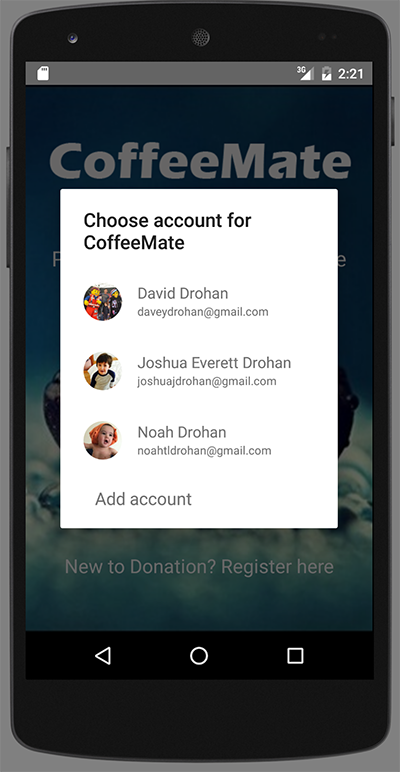 3G 2:21
CoffeeMate
Choose account for
CoffeeMate
David Drohan
daveydrohan@gmail.com
Joshua Everett Drohan
joshuajdrohan@gmail.com
Noah Drohan
noahtldrohan@gmail.com
Add account
New to Donation? Register here